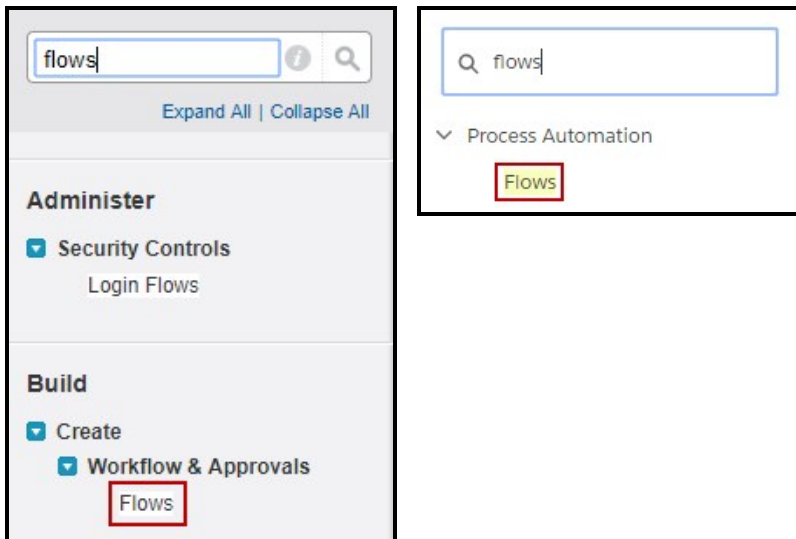 flows
Expand All | Collapse All
Administer
Security Controls
Login Flows
Build
Create
Workflow & Approvals
Flows
flows
Process Automation
Flows